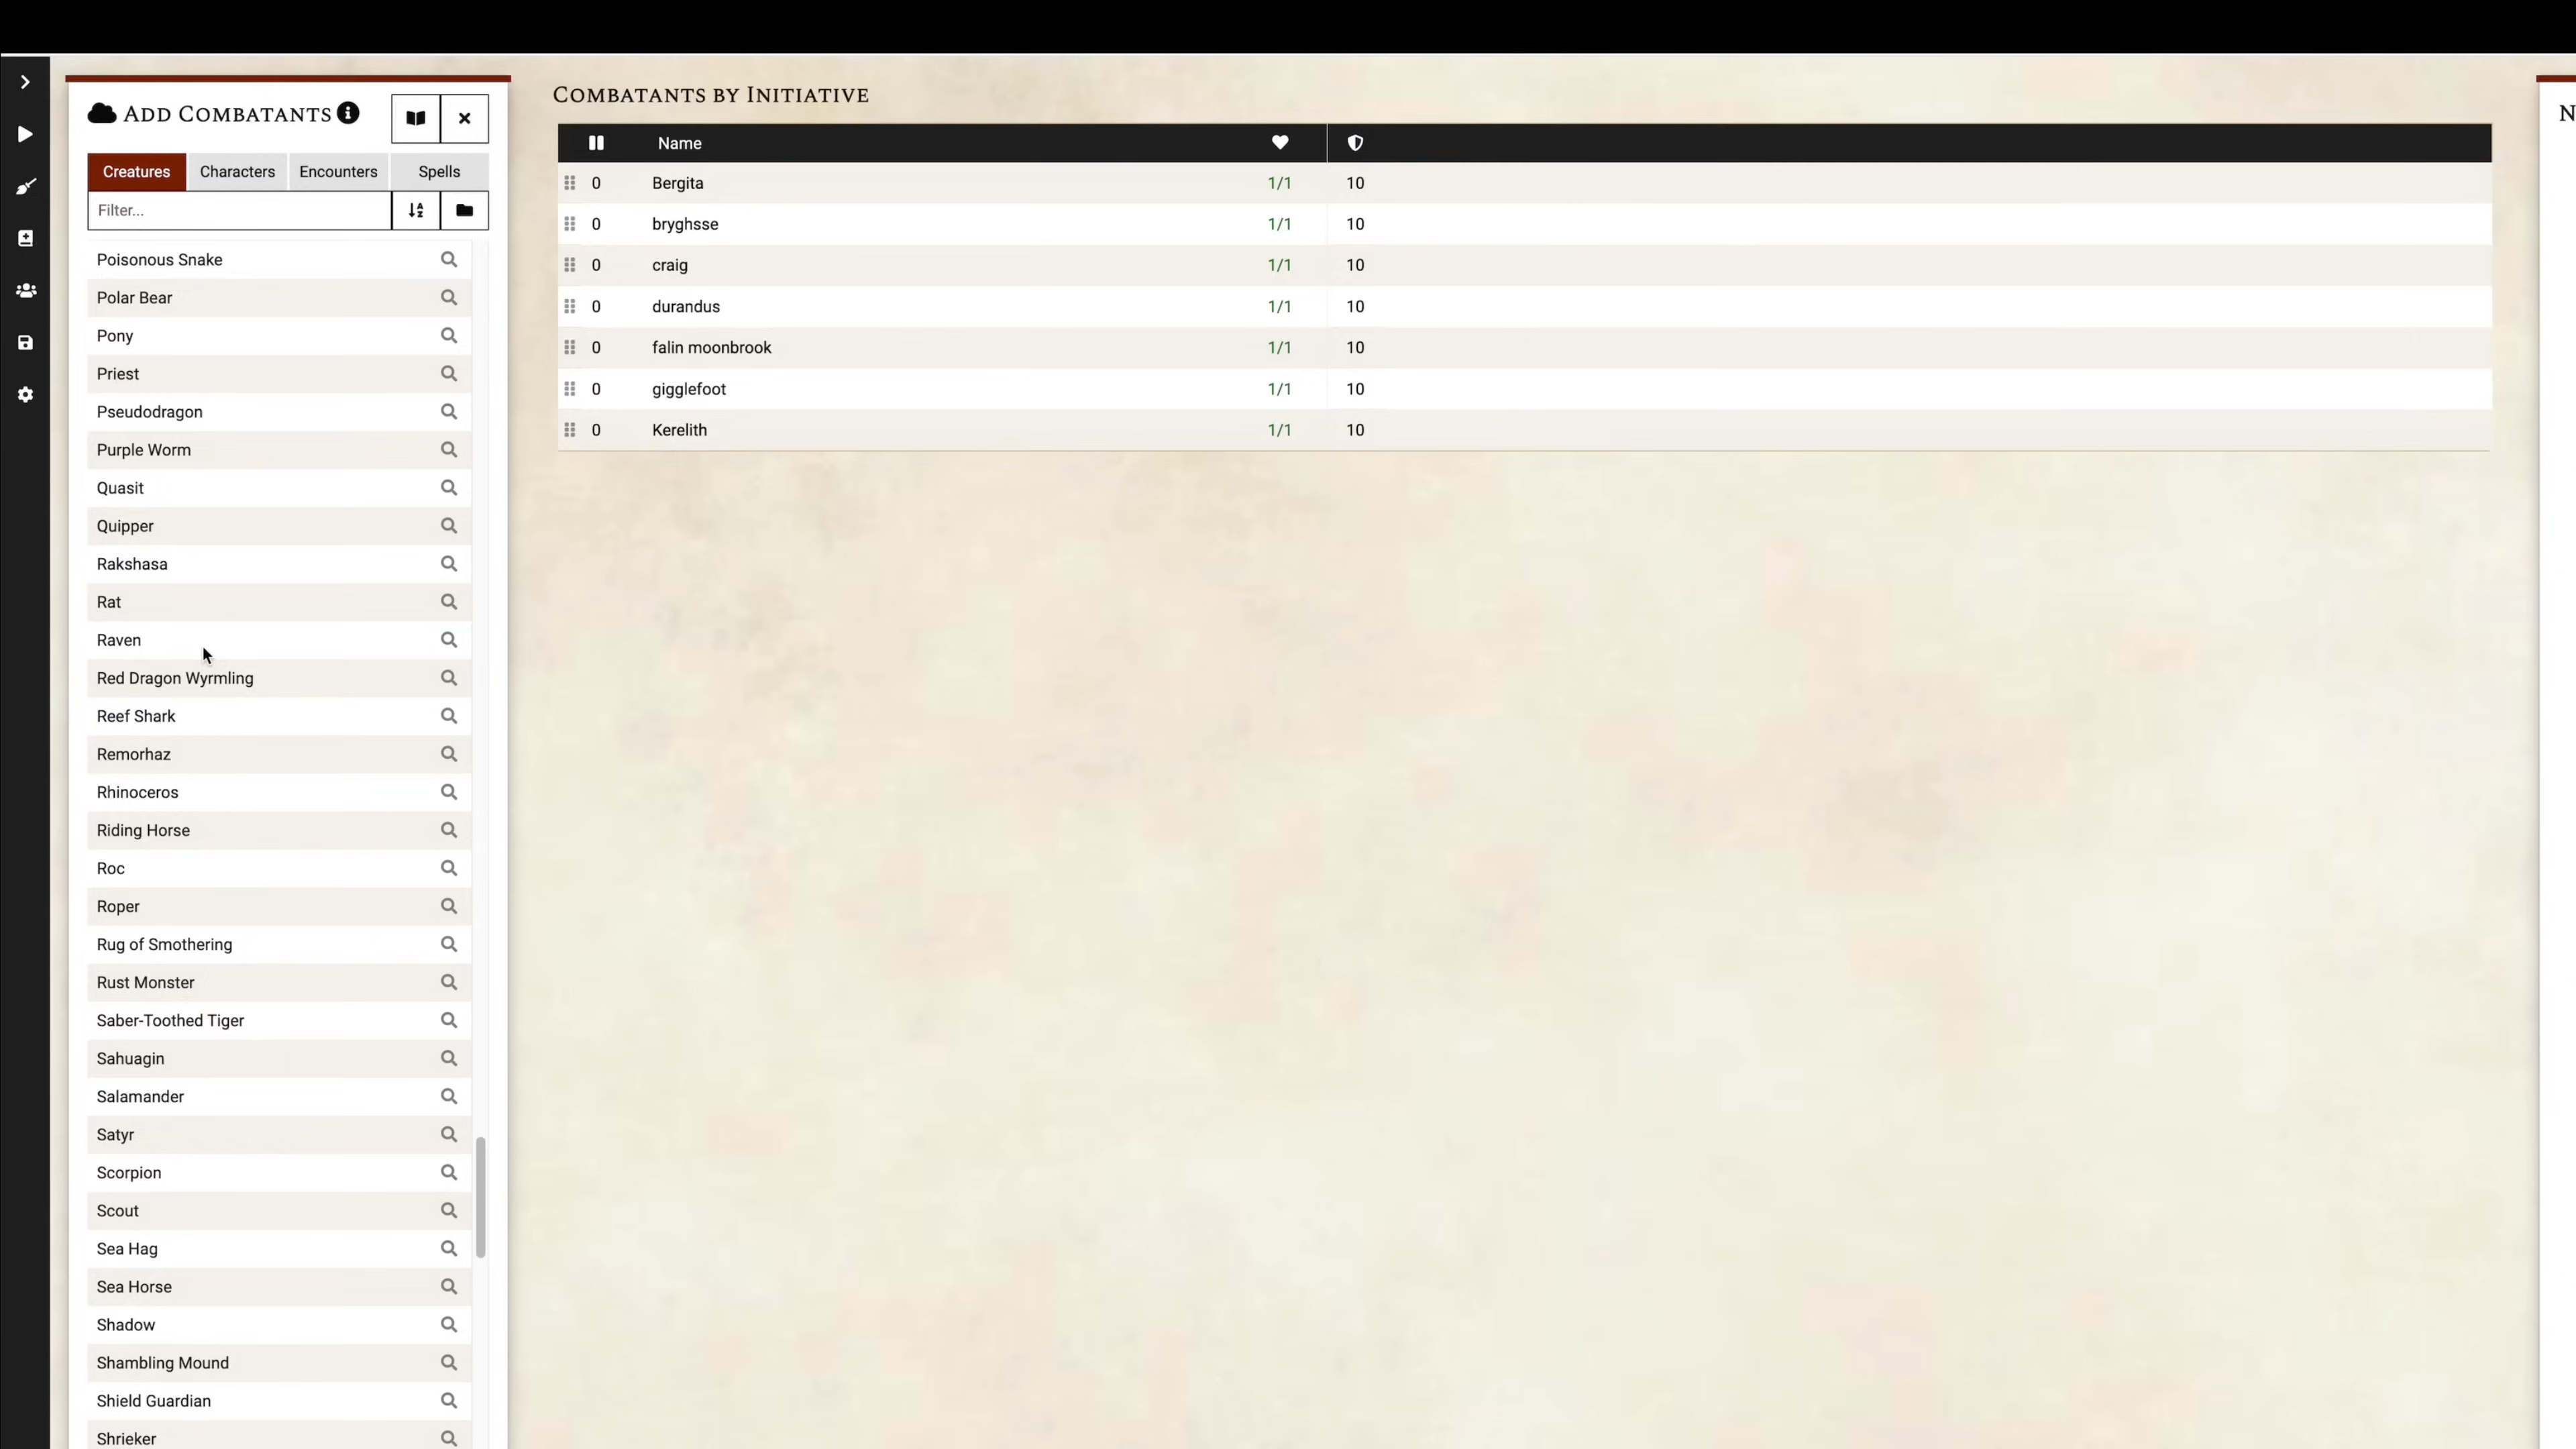 ADD COMBATANTS
Creatures Characters Encounters Spells
Filter...
Poisonous Snake
Polar Bear
Pony
Priest
Pseudodragon
Purple Worm
Quasit
Quipper
Rakshasa
Rat
Raven
Red Dragon Wyrmling
Reef Shark
Remorhaz
Rhinoceros
Riding Horse
Roc
Roper
Rug of Smothering
Rust Monster
Saber-Toothed Tiger
Sahuagin
Salamander
Satyr
Scorpion
Scout
Sea Hag
Sea Horse
Shadow
Shambling Mound
Shield Guardian
Shrieker
COMBATANTS BY INITIATIVE
Name
0 Bergita 1/1 10
0 bryghsse 1/1 10
0 craig 1/1 10
0 durandus 1/1 10
0 falin moonbrook 1/1 10
0 gigglefoot 1/1 10
0 Kerelith 1/1 10
N